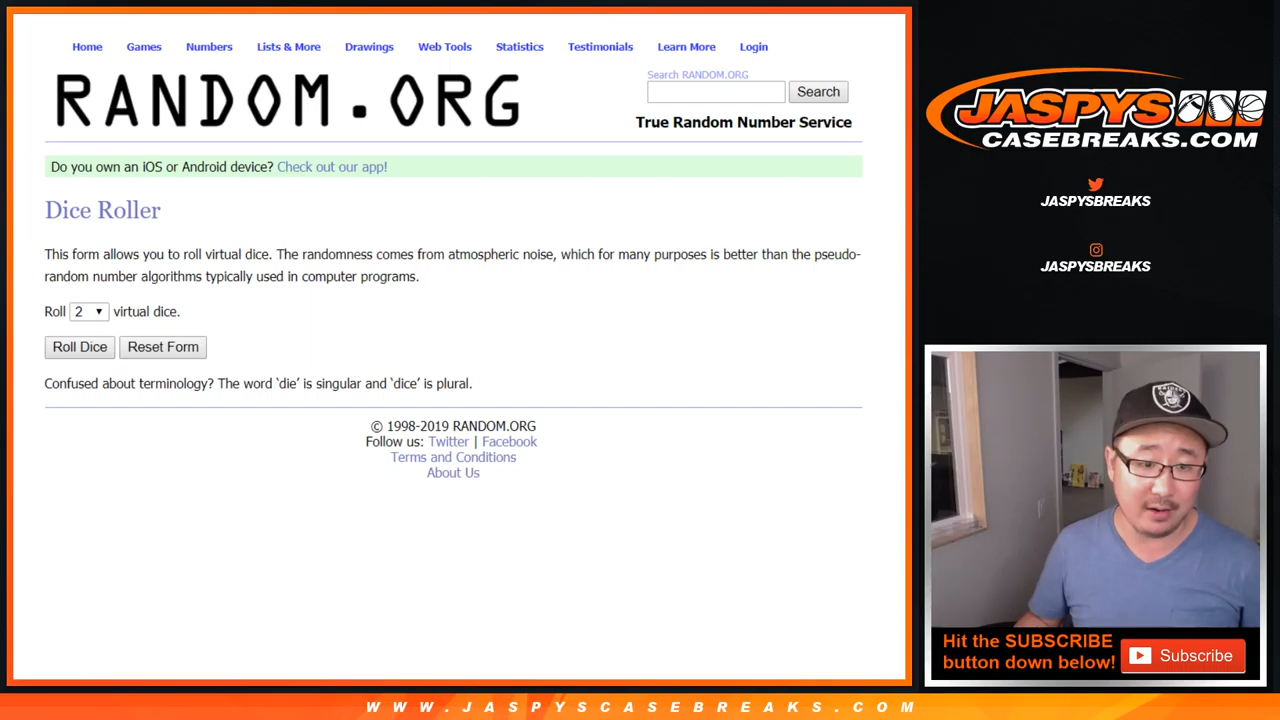 Home Games Numbers Lists & More Drawings Web Tools Statistics Testimonials Learn More Login
RANDOM.ORG
Search RANDOM.ORG
Search
True Random Number Service
Do you own an iOS or Android device? Check out our app!
Dice Roller
This form allows you to roll virtual dice. The randomness comes from atmospheric noise, which for many purposes is better than the pseudo-
random number algorithms typically used in computer programs.
Roll 2 virtual dice.
Roll Dice Reset Form
Confused about terminology? The word ‘die’ is singular and ‘dice’ is plural.
© 1998-2019 RANDOM.ORG
Follow us: Twitter | Facebook
Terms and Conditions
About Us
JASPYS
CASEBREAKS.COM
JASPYSBREAKS
JASPYSBREAKS
RAIDERS
Hit the SUBSCRIBE
button down below!
Subscribe
WWW.JASPYSCASEBREAKS.COM